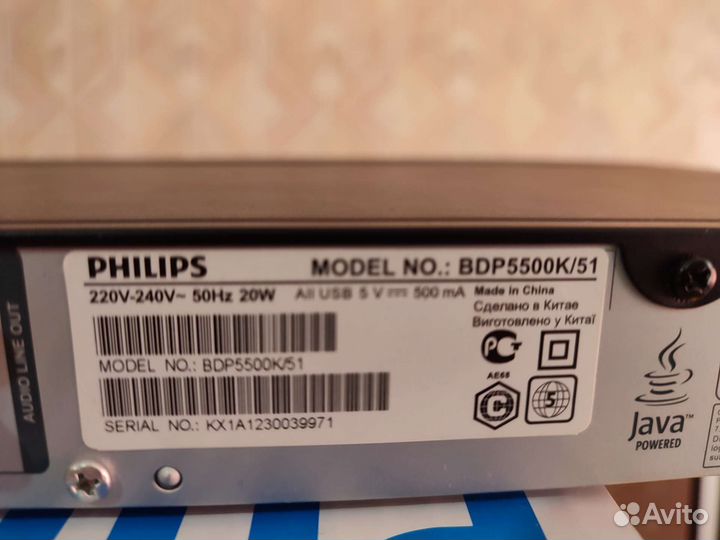 PHILIPS MODEL NO.: BDP5500K/51
220V-240V~ 50Hz 20W All USB 5 V⎓ 500 mA Made in China
Сделано в Китае
Виготовлено у Китаї
MODEL NO.: BDP5500K/51
AE68
5
SERIAL NO.: KX1A1230039971
AUDIO LINE OUT
Java
POWERED
Avito